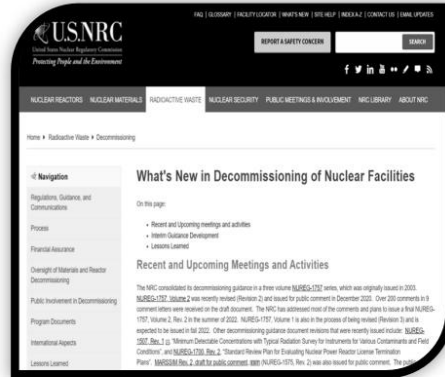 FAQ | GLOSSARY | FACILITY LOCATOR | WHAT'S NEW | SITE HELP | INDEX A-Z | CONTACT US | EMAIL UPDATES
U.S.NRC
United States Nuclear Regulatory Commission
Protecting People and the Environment
REPORT A SAFETY CONCERN
SEARCH
NUCLEAR REACTORS NUCLEAR MATERIALS RADIOACTIVE WASTE NUCLEAR SECURITY PUBLIC MEETINGS & INVOLVEMENT NRC LIBRARY ABOUT NRC
Home Radioactive Waste Decommissioning
Navigation
Regulations, Guidance, and
Communications
Process
Financial Assurance
Oversight of Materials and Reactor
Decommissioning
Public Involvement in Decommissioning
Program Documents
International Aspects
Lessons Learned
What's New in Decommissioning of Nuclear Facilities
On this page:
• Recent and Upcoming meetings and activities
• Interim Guidance Development
• Lessons Learned
Recent and Upcoming Meetings and Activities
The NRC consolidated its decommissioning guidance in a three volume NUREG-1757 series, which was originally issued in 2003.
NUREG-1757, Volume 2 was recently revised (Revision 2) and issued for public comment in December 2020. Over 200 comments in 9
comment letters were received on the draft document. The NRC has addressed most of the comments and plans to issue a final NUREG-
1757, Volume 2, Rev. 2 in the summer of 2022. NUREG-1757, Volume 1 is also in the process of being revised (Revision 3) and is
expected to be issued in fall 2022. Other decommissioning guidance document revisions that were recently issued include: NUREG-
1507, Rev. 1 "Minimum Detectable Concentrations with Typical Radiation Survey for Instruments for Various Contaminants and Field
Conditions", and NUREG-1700, Rev. 2, "Standard Review Plan for Evaluating Nuclear Power Reactor License Termination
Plans". MARSSIM Rev. 2, draft for public comment, (NUREG-1575, Rev. 2) was also issued for public comment. The public